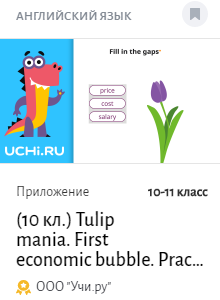 АНГЛИЙСКИЙ ЯЗЫК
Fill in the gaps*
price
cost
salary
UCHi.RU
Приложение 10-11 класс
(10 кл.) Tulip
mania. First
economic bubble. Prac...
ООО "Учи.ру"